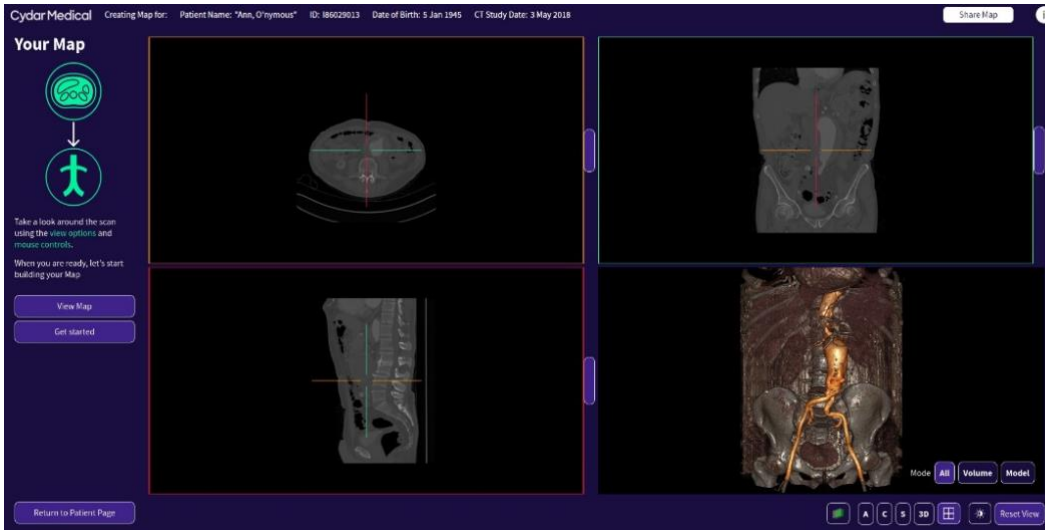 Cydar Medical Creating Map for: Patient Name: "Ann, O'nymous" ID: I86029013 Date of Birth: 5 Jan 1945 CT Study Date: 3 May 2018 Share Map
Your Map
Take a look around the scan
using the view options and
mouse controls.
When you are ready, let's start
building your Map
View Map
Get started
Mode All Volume Model
Return to Patient Page
A C S 3D Reset View